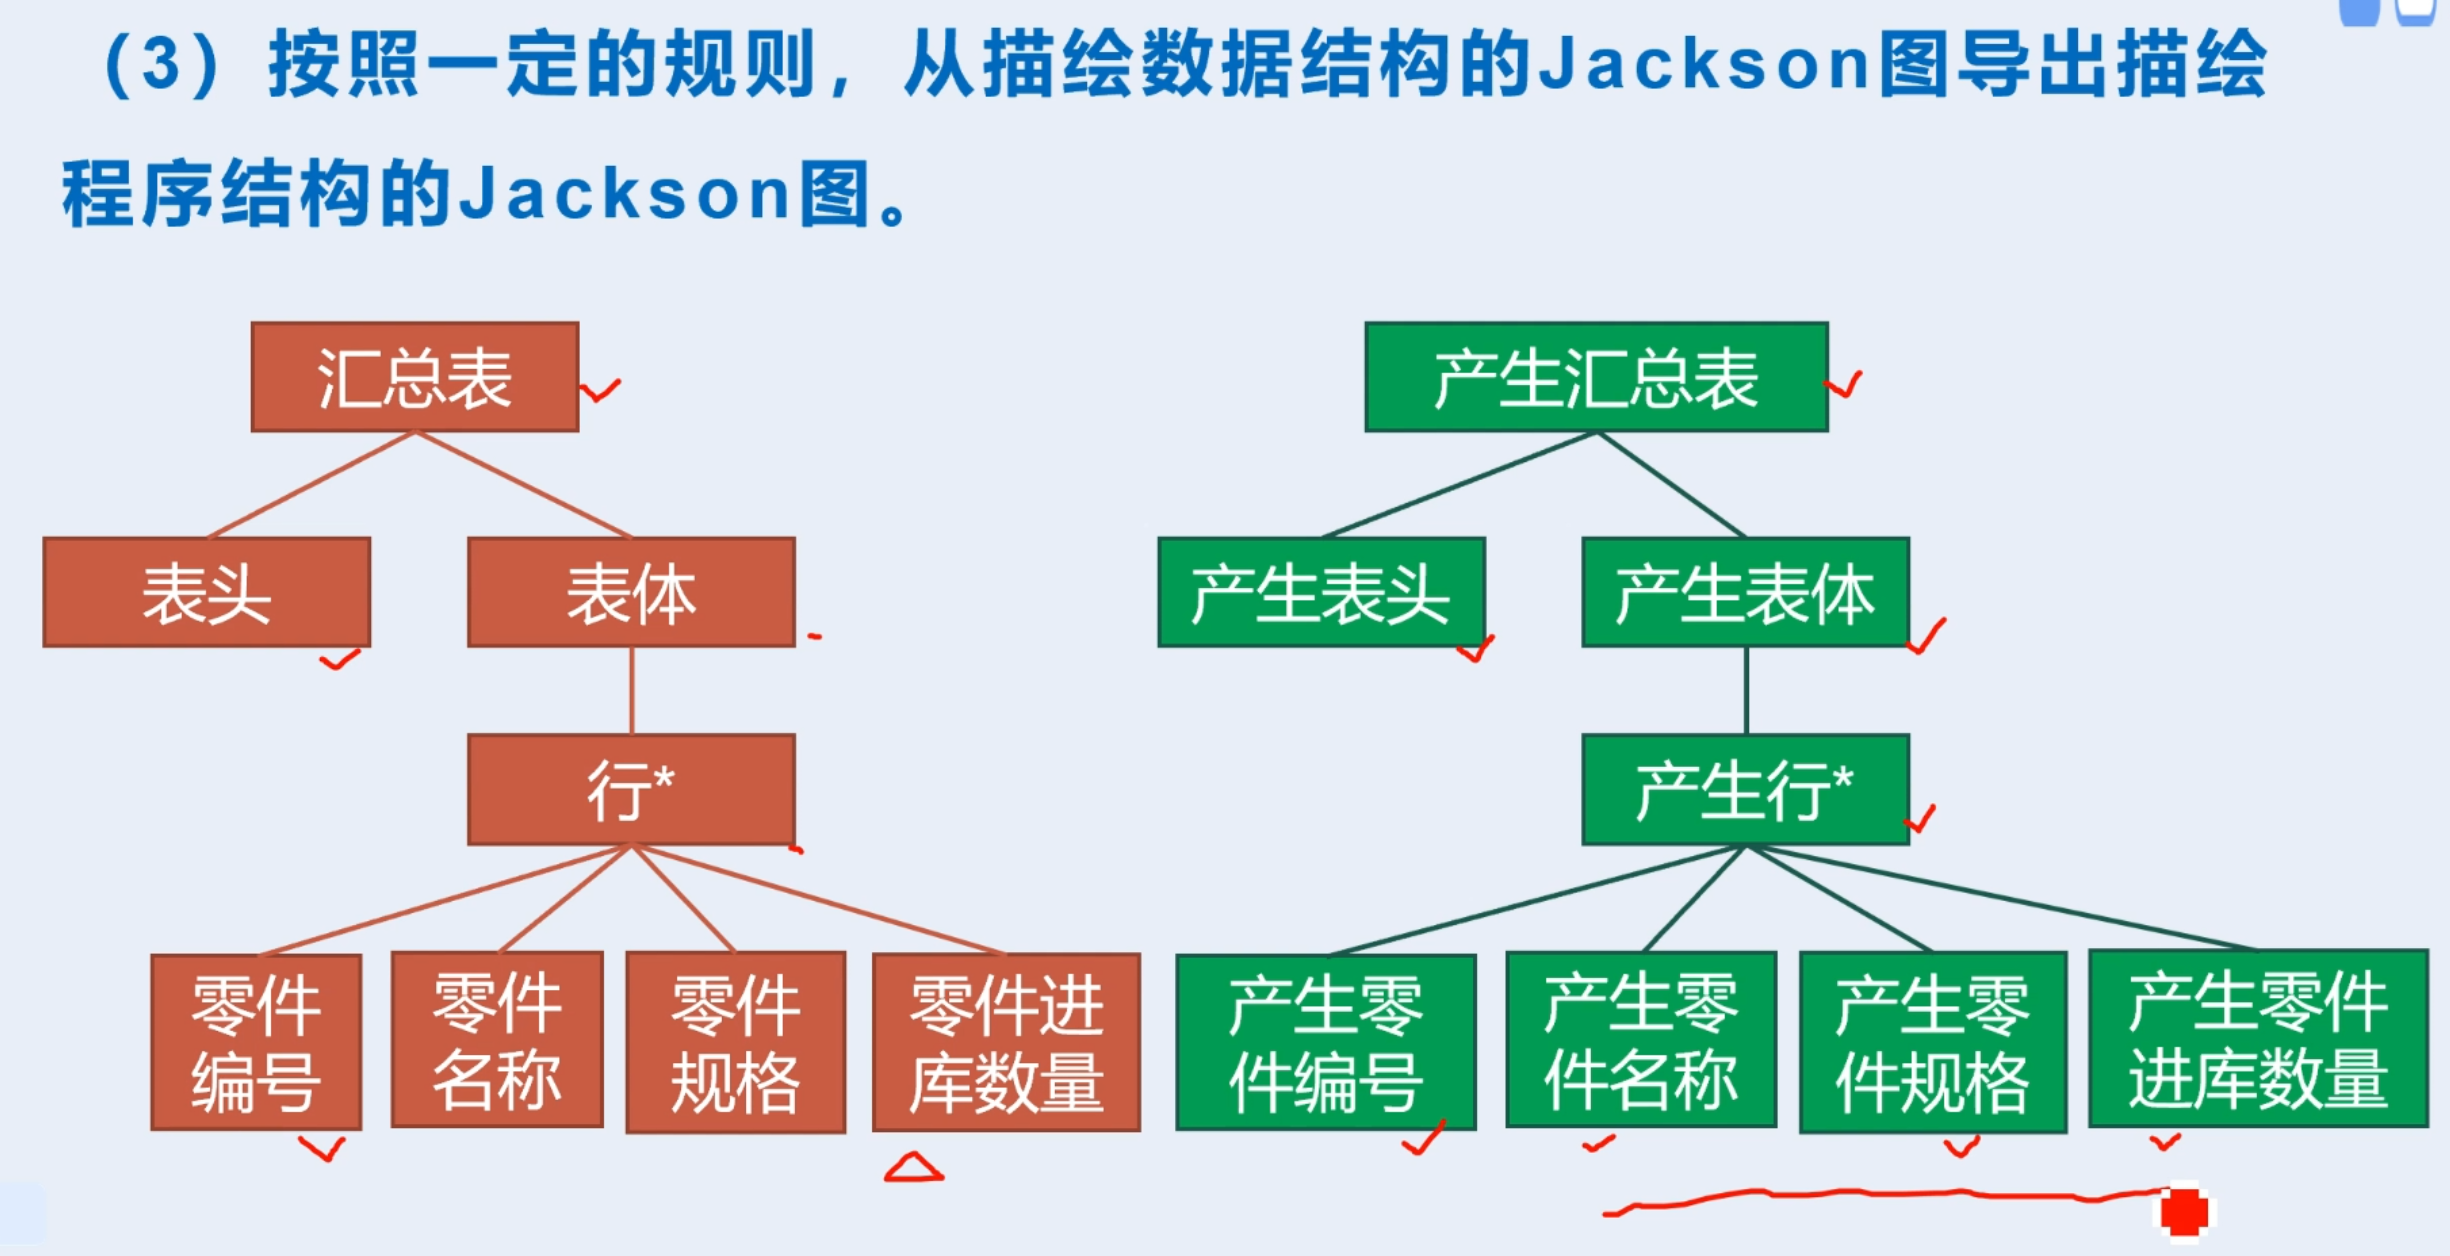 （3）按照一定的规则，从描绘数据结构的Jackson图导出描绘
程序结构的Jackson图。
汇总表
产生汇总表
表头
表体
产生表头
产生表体
行*
产生行*
零件
编号
零件
名称
零件
规格
零件进
库数量
产生零
件编号
产生零
件名称
产生零
件规格
产生零件
进库数量